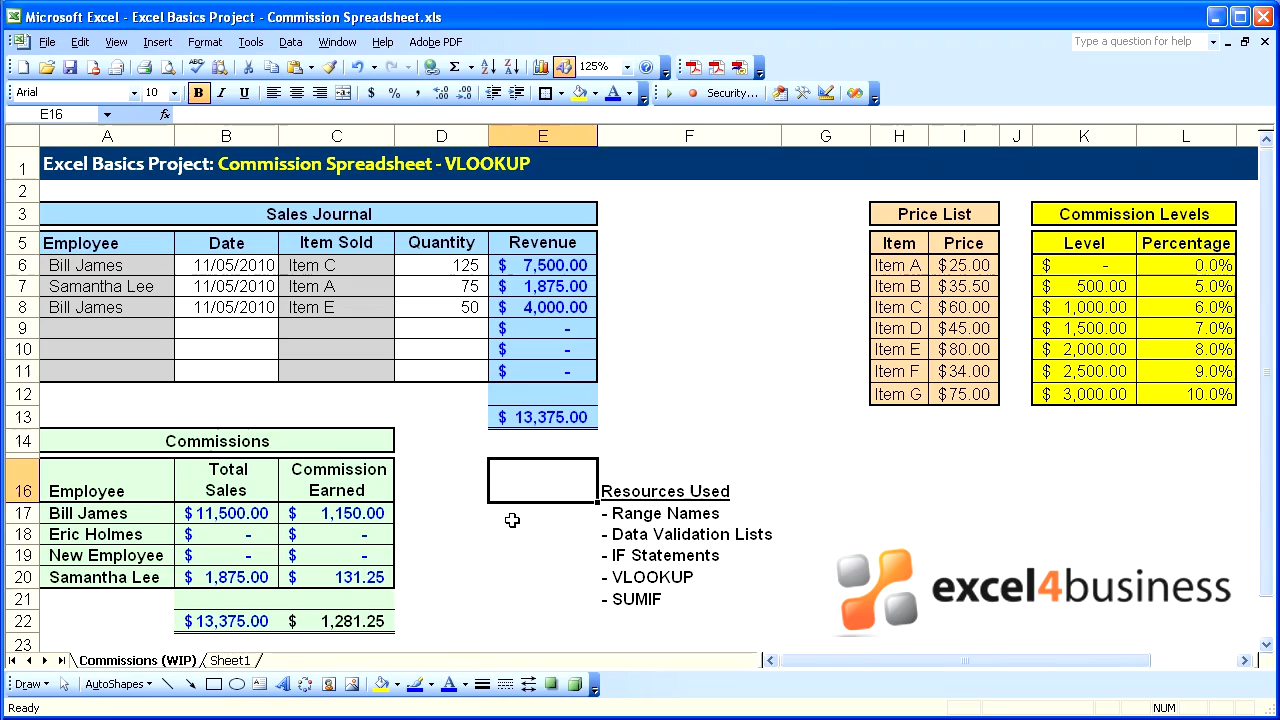 Microsoft Excel - Excel Basics Project - Commission Spreadsheet.xls
File Edit View Insert Format Tools Data Window Help Adobe PDF
Type a question for help
125%
Arial 10 B I U $ % , Security...
E16 fx
A B C D E F G H I J K L
1 Excel Basics Project: Commission Spreadsheet - VLOOKUP
2
3 Sales Journal Price List Commission Levels
5 Employee Date Item Sold Quantity Revenue Item Price Level Percentage
6 Bill James 11/05/2010 Item C 125 $ 7,500.00 Item A $25.00 $ - 0.0%
7 Samantha Lee 11/05/2010 Item A 75 $ 1,875.00 Item B $35.50 $ 500.00 5.0%
8 Bill James 11/05/2010 Item E 50 $ 4,000.00 Item C $60.00 $ 1,000.00 6.0%
9 $ - Item D $45.00 $ 1,500.00 7.0%
10 $ - Item E $80.00 $ 2,000.00 8.0%
11 $ - Item F $34.00 $ 2,500.00 9.0%
12 Item G $75.00 $ 3,000.00 10.0%
13 $ 13,375.00
14 Commissions
Total Commission
16 Employee Sales Earned Resources Used
17 Bill James $11,500.00 $ 1,150.00 - Range Names
18 Eric Holmes $ - $ - - Data Validation Lists
19 New Employee $ - $ - - IF Statements
20 Samantha Lee $ 1,875.00 $ 131.25 - VLOOKUP
21 - SUMIF
22 $13,375.00 $ 1,281.25
23
excel4business
Commissions (WIP) Sheet1
Draw AutoShapes
Ready NUM